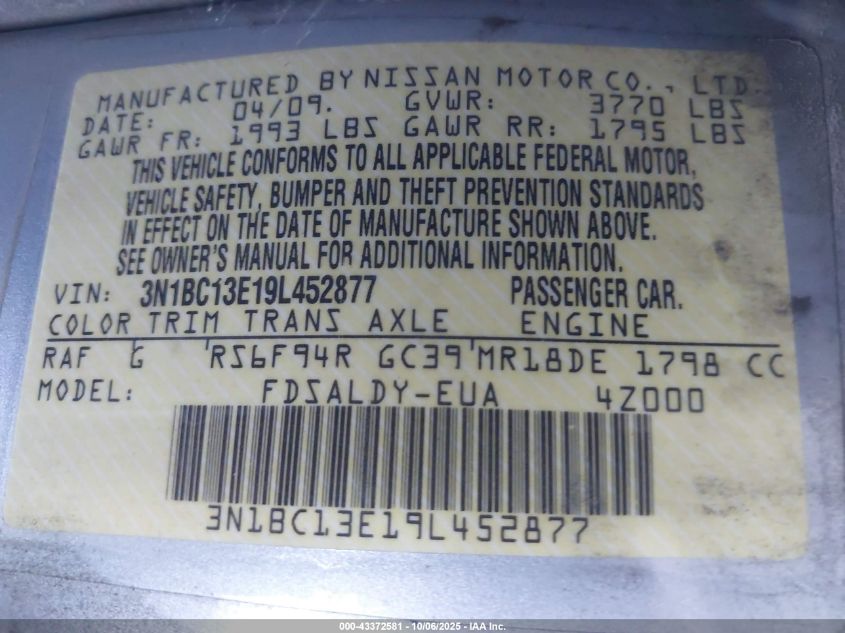 MANUFACTURED BY NISSAN MOTOR CO., LTD.
DATE: 04/09. GVWR: 3770 LBS
GAWR FR: 1993 LBS GAWR RR: 1795 LBS
THIS VEHICLE CONFORMS TO ALL APPLICABLE FEDERAL MOTOR,
VEHICLE SAFETY, BUMPER AND THEFT PREVENTION STANDARDS
IN EFFECT ON THE DATE OF MANUFACTURE SHOWN ABOVE.
SEE OWNER'S MANUAL FOR ADDITIONAL INFORMATION.
VIN: 3N1BC13E19L452877 PASSENGER CAR.
COLOR TRIM TRANS AXLE ENGINE
RAF G RS6F94R GC39 MR18DE 1798 CC
MODEL: FDSALDY-EUA 4Z000
3N1BC13E19L452877
000-43372581 - 10/06/2025 - IAA Inc.